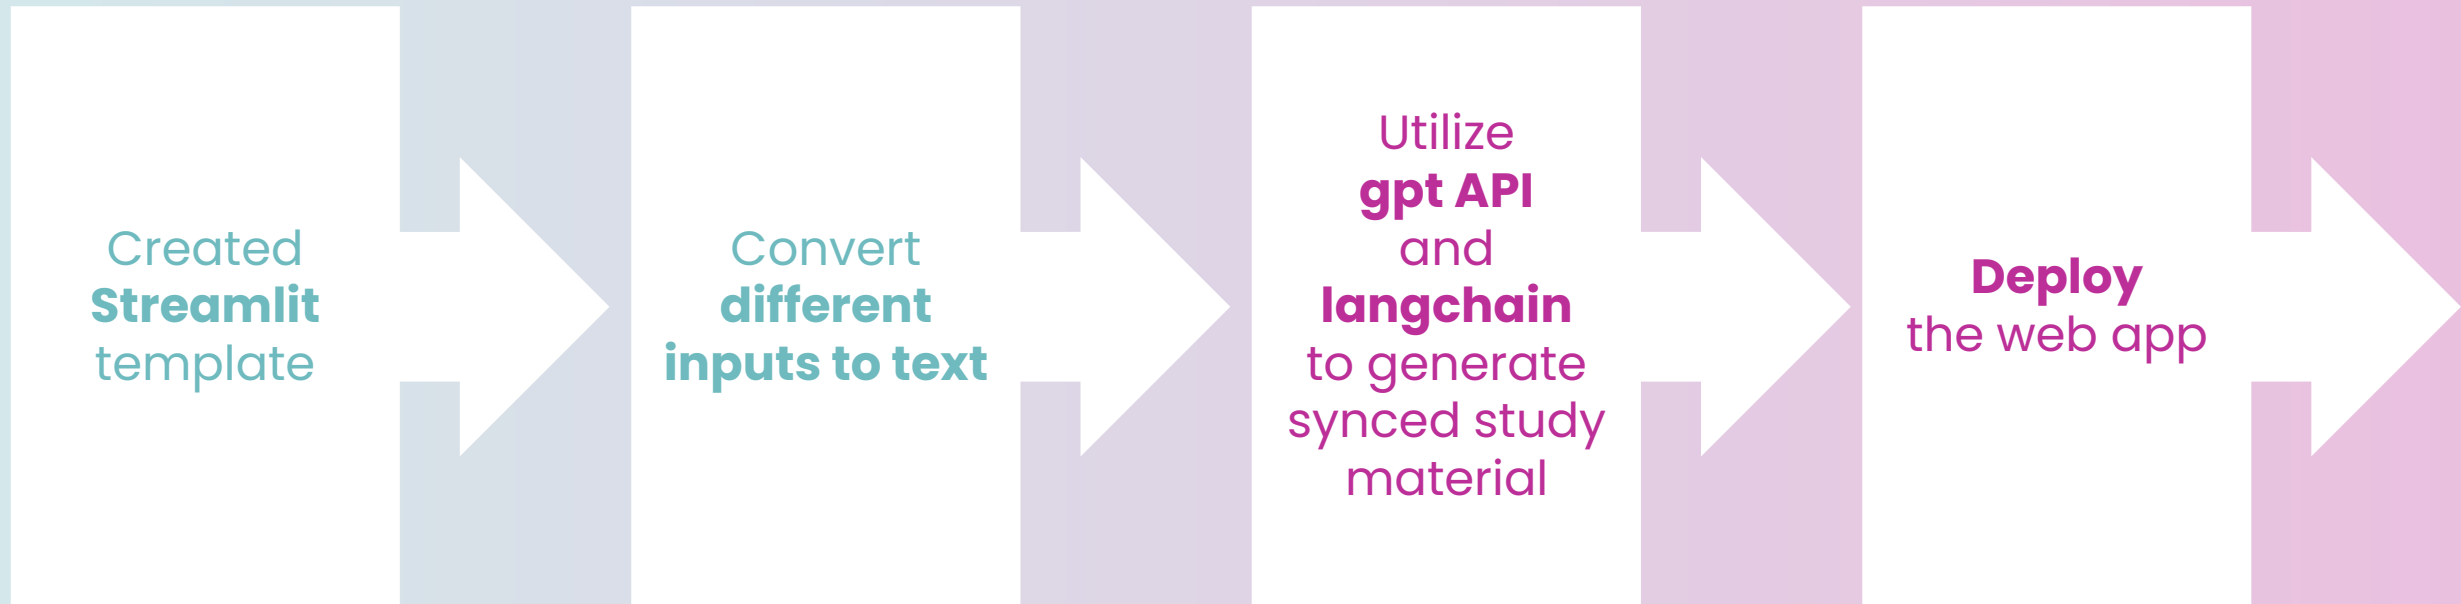 Created
Streamlit
template
Convert
different
inputs to text
Utilize
gpt API
and
langchain
to generate
synced study
material
Deploy
the web app